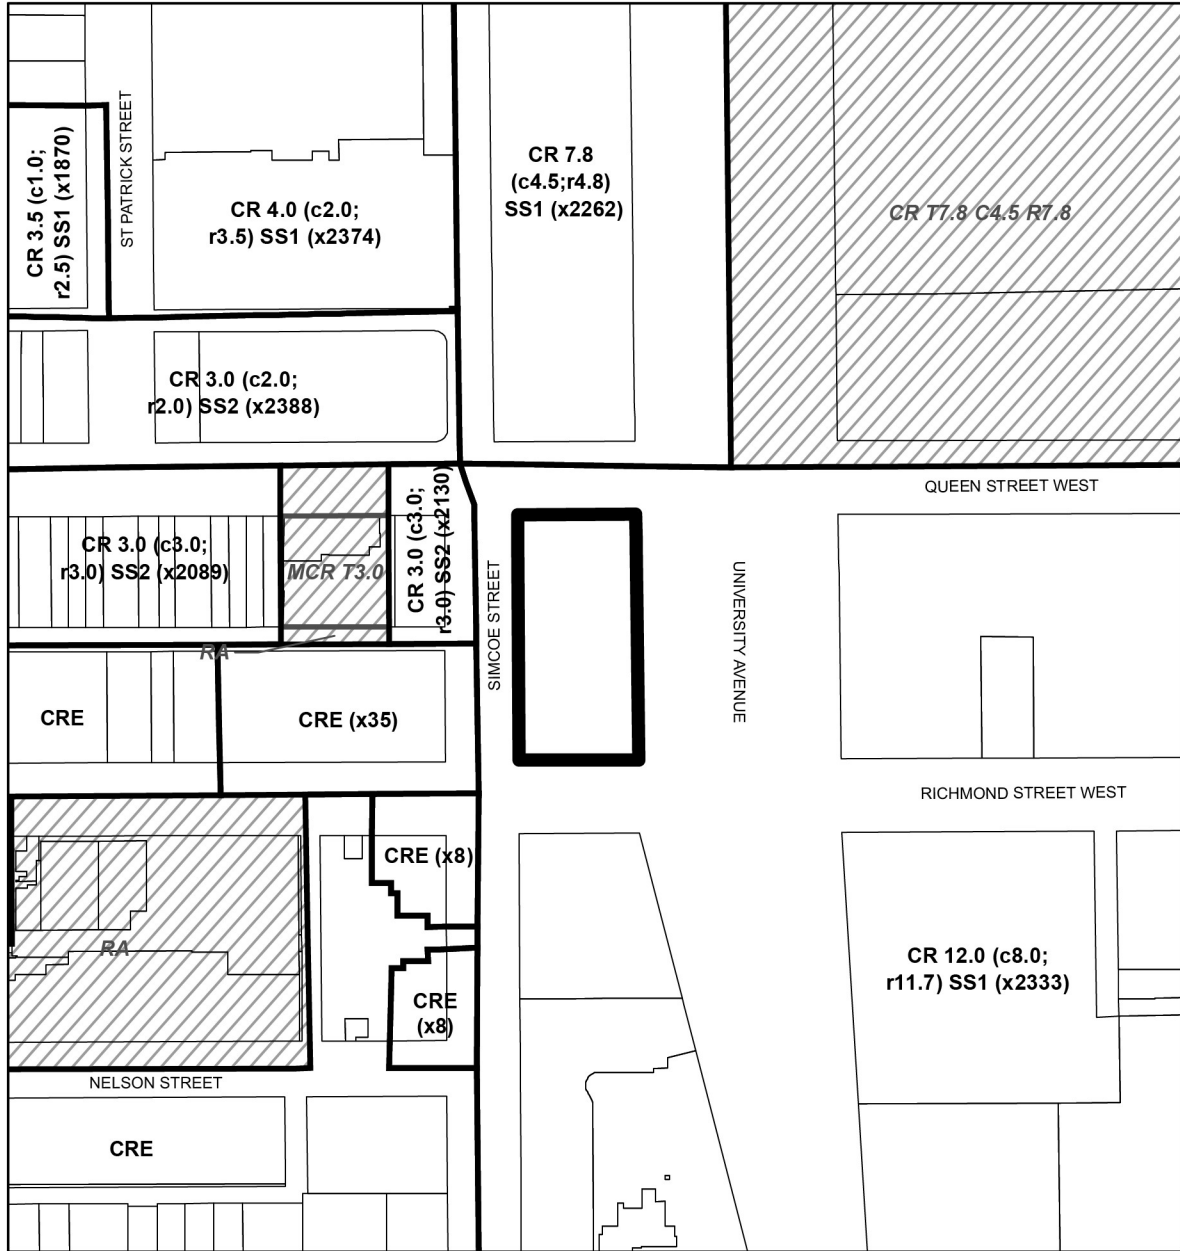 ST PATRICK STREET
CR 3.5 (c1.0;
r2.5) SS1 (x1870)
CR 4.0 (c2.0;
r3.5) SS1 (x2374)
CR 7.8
(c4.5;r4.8)
SS1 (x2262)
CR T7.8 C4.5 R7.8
CR 3.0 (c2.0;
r2.0) SS2 (x2388)
QUEEN STREET WEST
CR 3.0 (c3.0;
r3.0) SS2 (x2089)
MCR T3.0
CR 3.0 (c3.0;
r3.0) SS2 (x2130)
SIMCOE STREET
UNIVERSITY AVENUE
RA
CRE
CRE (x35)
RICHMOND STREET WEST
CRE (x8)
RA
CR 12.0 (c8.0;
r11.7) SS1 (x2333)
CRE
(x8)
NELSON STREET
CRE